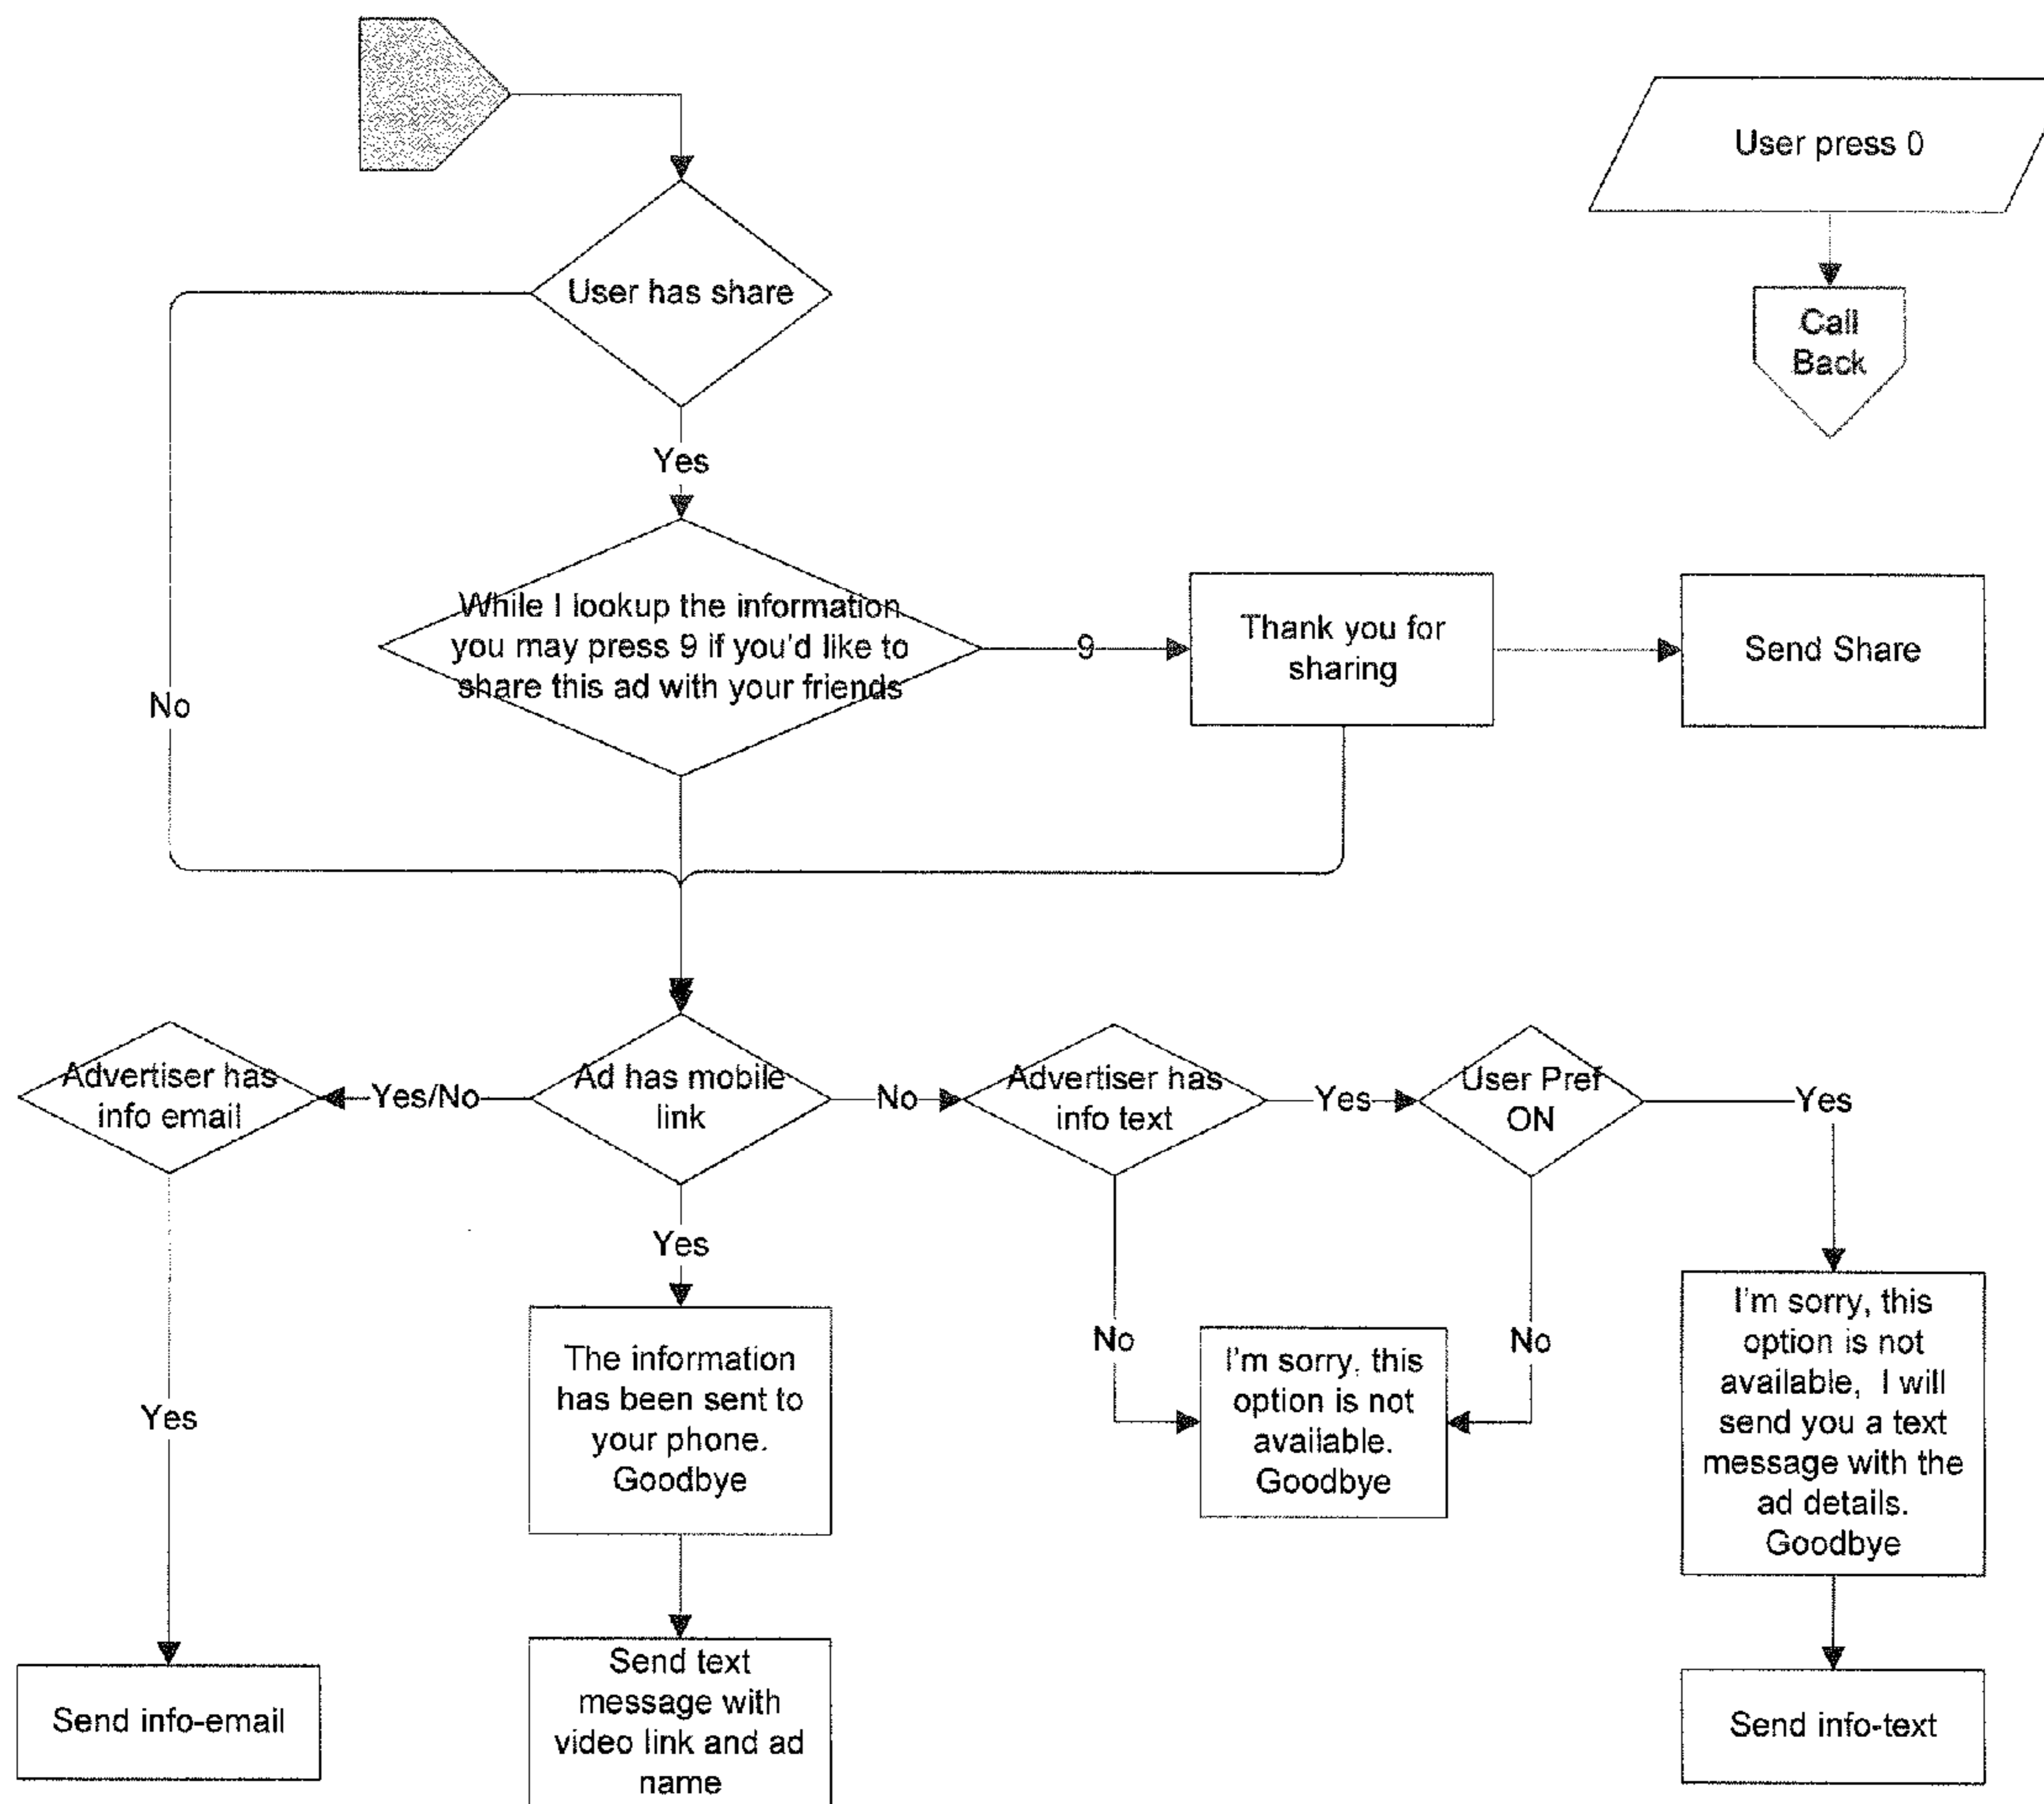 User press 0
User has share
Call
Back
Yes
While I lookup the information
you may press 9 if you'd like to
share this ad with your friends
9
Thank you for
sharing
Send Share
No
Advertiser has
info email
Yes/No
Ad has mobile
link
No
Advertiser has
info text
Yes
User Pref
ON
Yes
Yes
The information
has been sent to
your phone.
Goodbye
No
I'm sorry, this
option is not
available.
Goodbye
No
I'm sorry, this
option is not
available, I will
send you a text
message with the
ad details.
Goodbye
Yes
Send info-email
Send text
message with
video link and ad
name
Send info-text